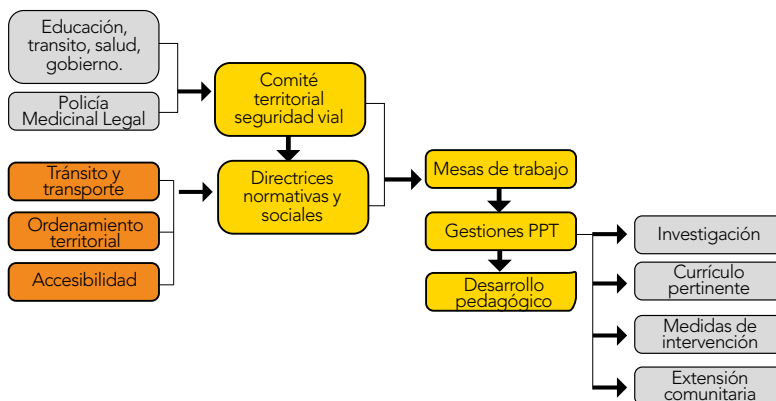 Educación,
transito, salud,
gobierno.
Policía
Medicinal Legal
Comité
territorial
seguridad vial
Tránsito y
transporte
Ordenamiento
territorial
Accesibilidad
Directrices
normativas y
sociales
Mesas de trabajo
Gestiones PPT
Desarrollo
pedagógico
Investigación
Currículo
pertinente
Medidas de
intervención
Extensión
comunitaria